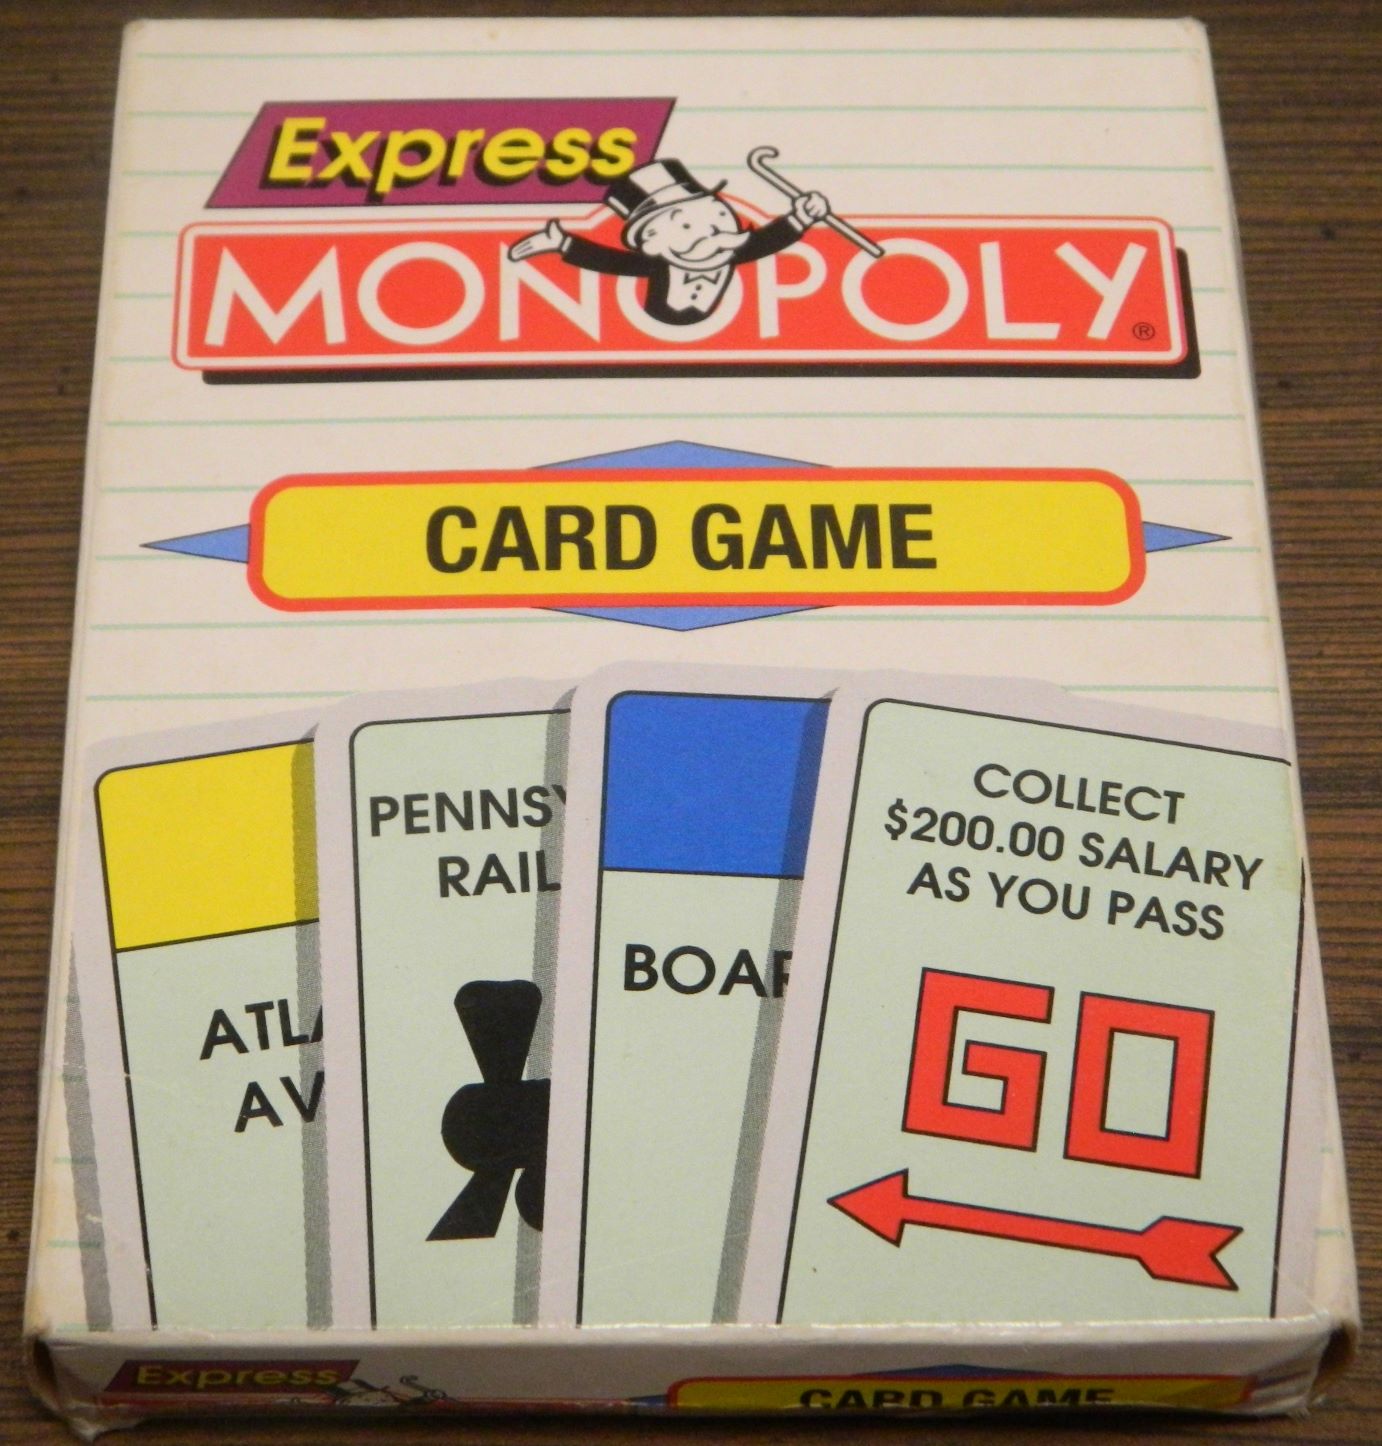 Express
MONOPOLY®
CARD GAME
ATLA
AV
PENNSY
RAIL
BOAR
COLLECT
$200.00 SALARY
AS YOU PASS
GO
Express
CARD GAME